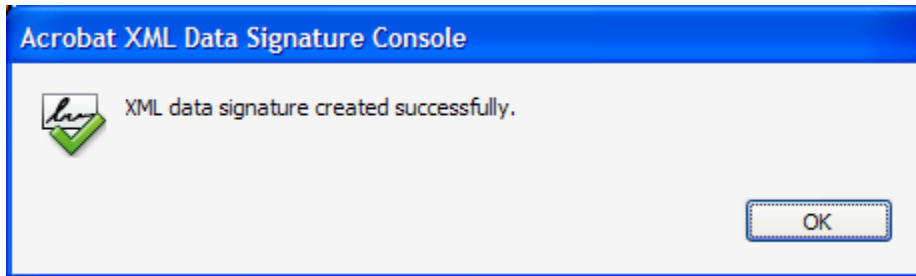 Acrobat XML Data Signature Console
XML data signature created successfully.
OK